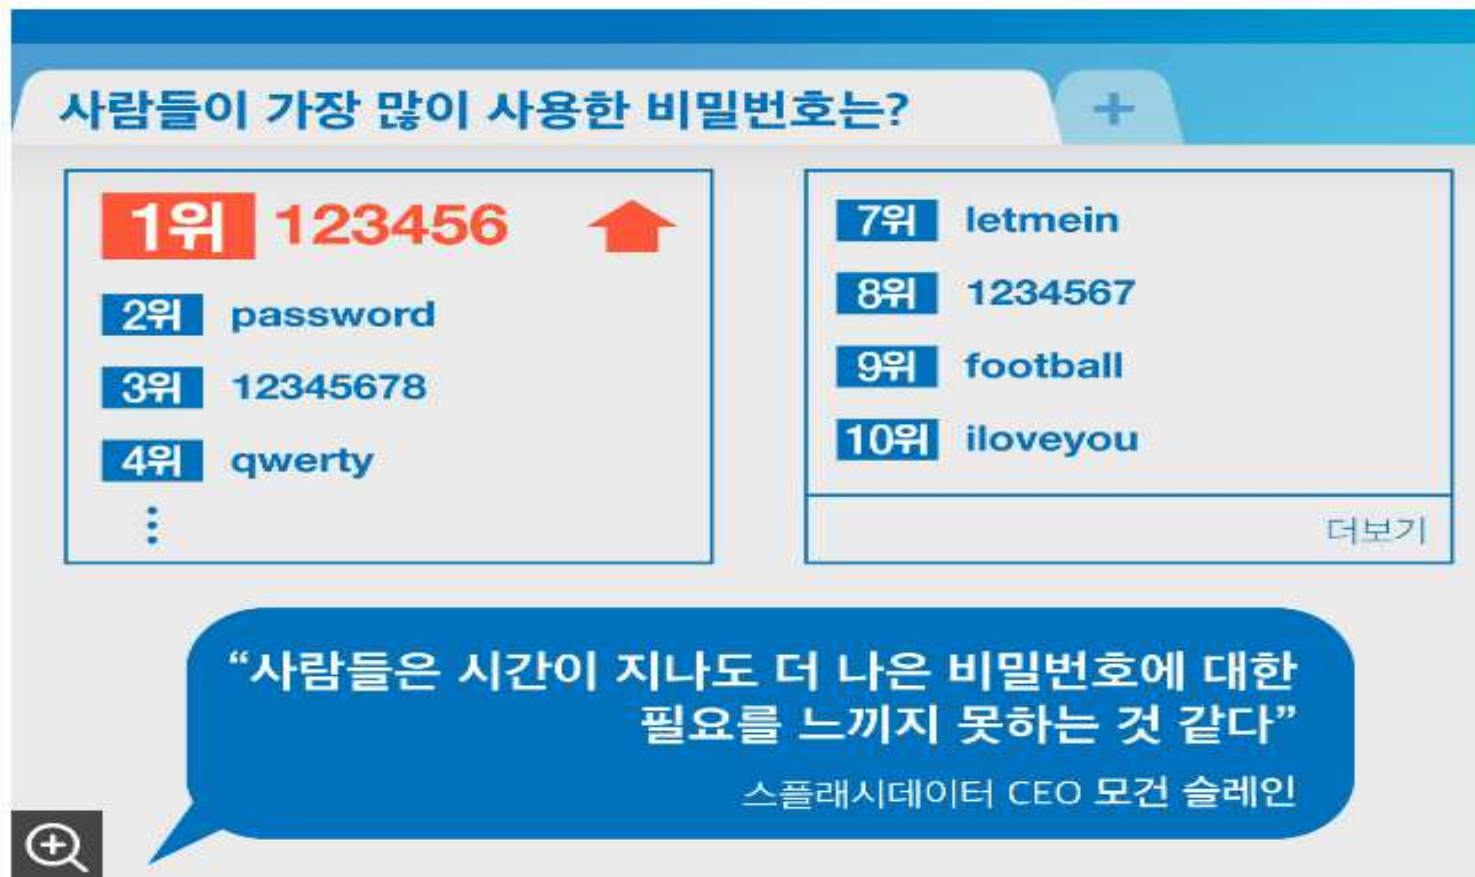 사람들이 가장 많이 사용한 비밀번호는?
+
1위 123456
2위 password
3위 12345678
4위 qwerty
7위 letmein
8위 1234567
9위 football
10위 iloveyou
더보기
“사람들은 시간이 지나도 더 나은 비밀번호에 대한
필요를 느끼지 못하는 것 같다”
스플래시데이터 CEO 모건 슬레인